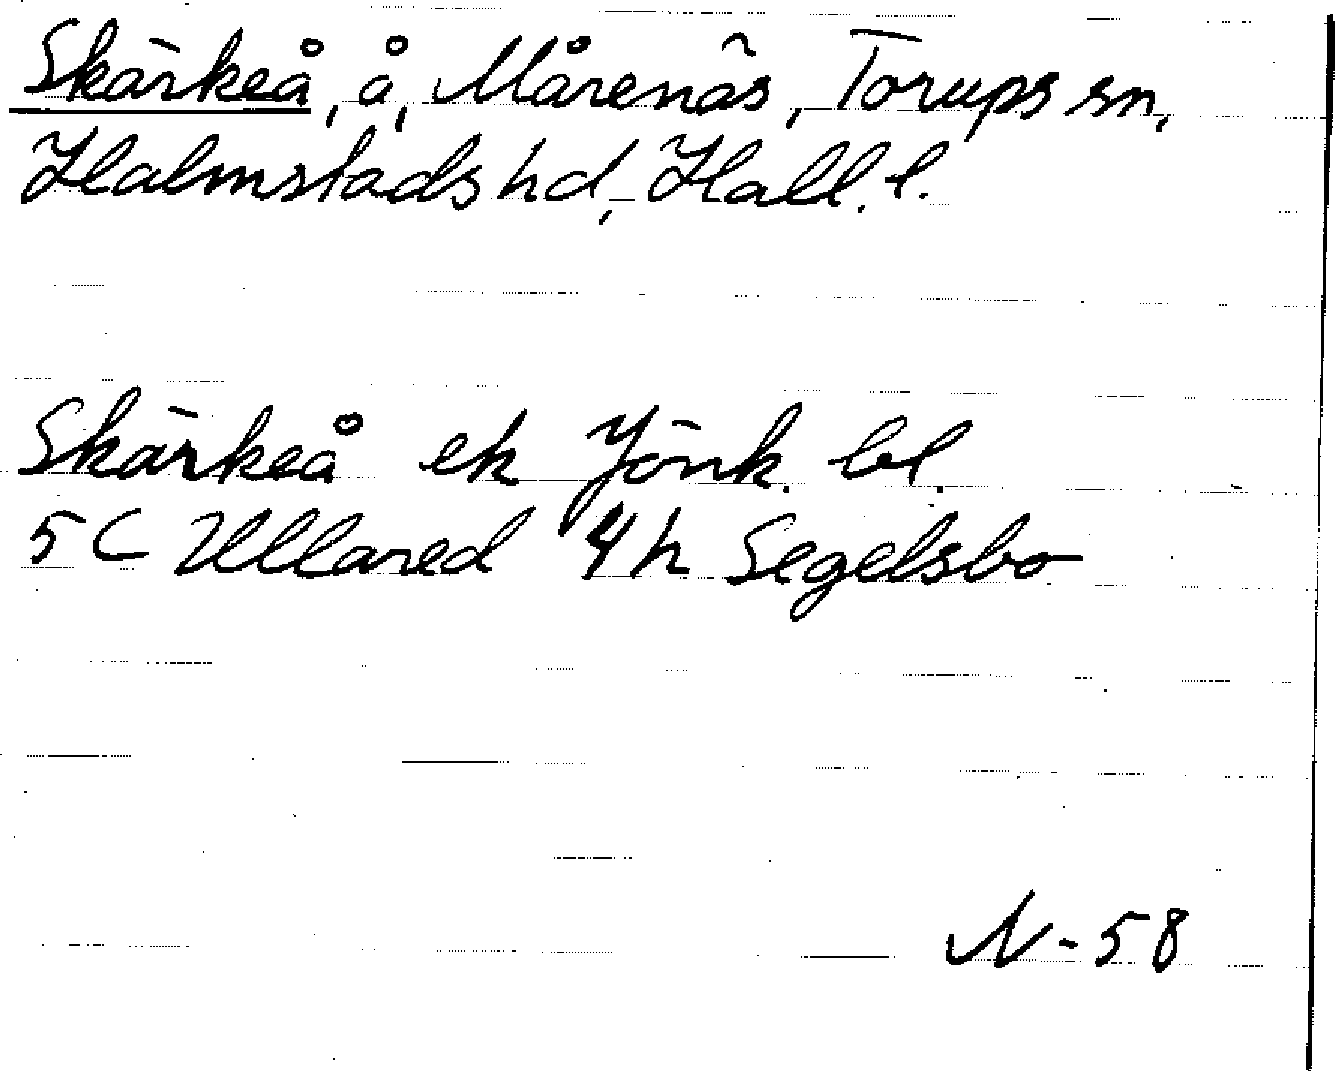 Skärkeå, å, Mårenäs, Torups sn,
Halmstads hd, Hall. l.
Skärkeå ek Jönk. bl.
5 C Ullared 4 h Segelsbo
N-58